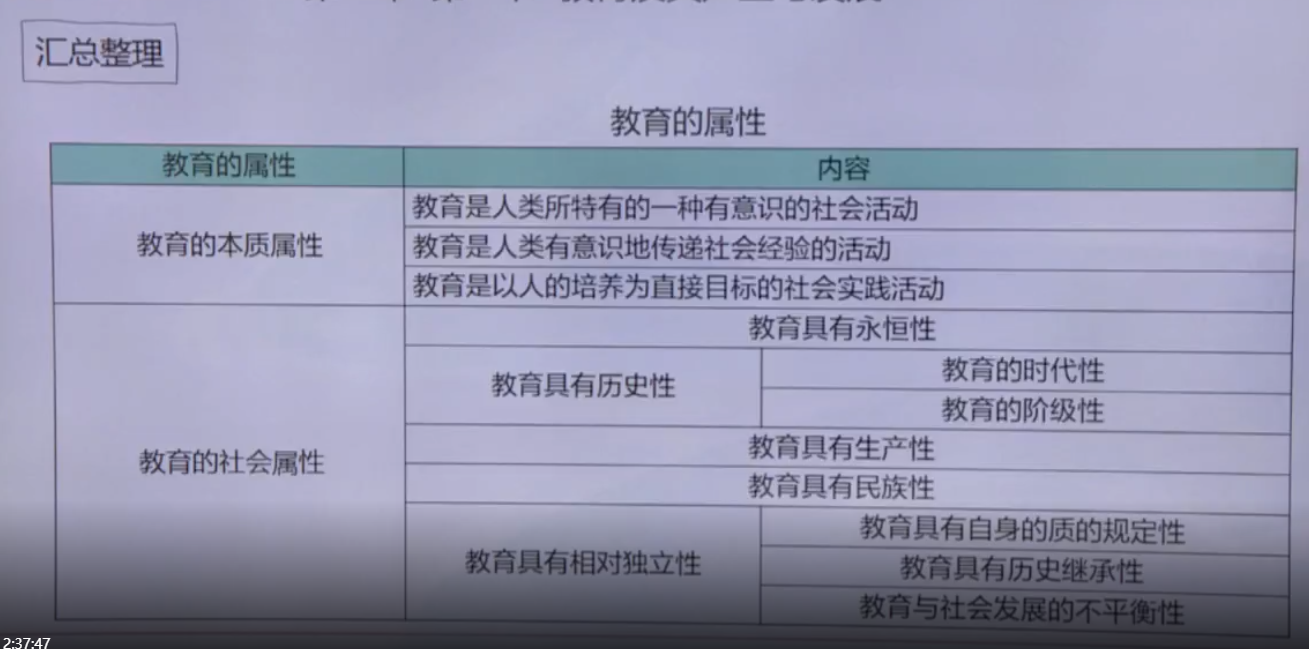 汇总整理
教育的属性
教育的属性 内容
教育的本质属性
教育是人类所特有的一种有意识的社会活动
教育是人类有意识地传递社会经验的活动
教育是以人的培养为直接目标的社会实践活动
教育的社会属性
教育具有永恒性
教育具有历史性
教育的时代性
教育的阶级性
教育具有生产性
教育具有民族性
教育具有相对独立性
教育具有自身的质的规定性
教育具有历史继承性
教育与社会发展的不平衡性
2:37:47